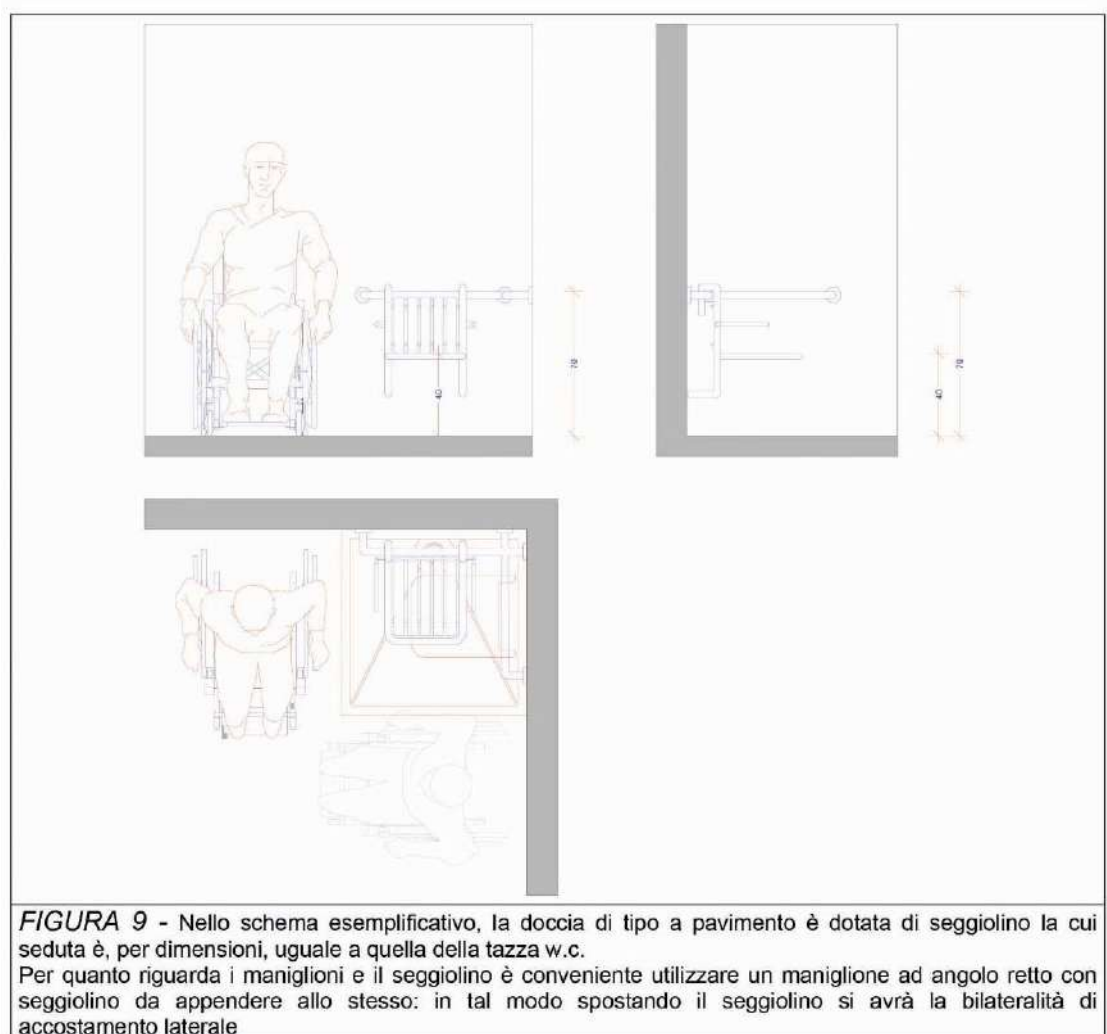 70
40
40
70
FIGURA 9 - Nello schema esemplificativo, la doccia di tipo a pavimento è dotata di seggiolino la cui
seduta è, per dimensioni, uguale a quella della tazza w.c.
Per quanto riguarda i maniglioni e il seggiolino è conveniente utilizzare un maniglione ad angolo retto con
seggiolino da appendere allo stesso: in tal modo spostando il seggiolino si avrà la bilateralità di
accostamento laterale